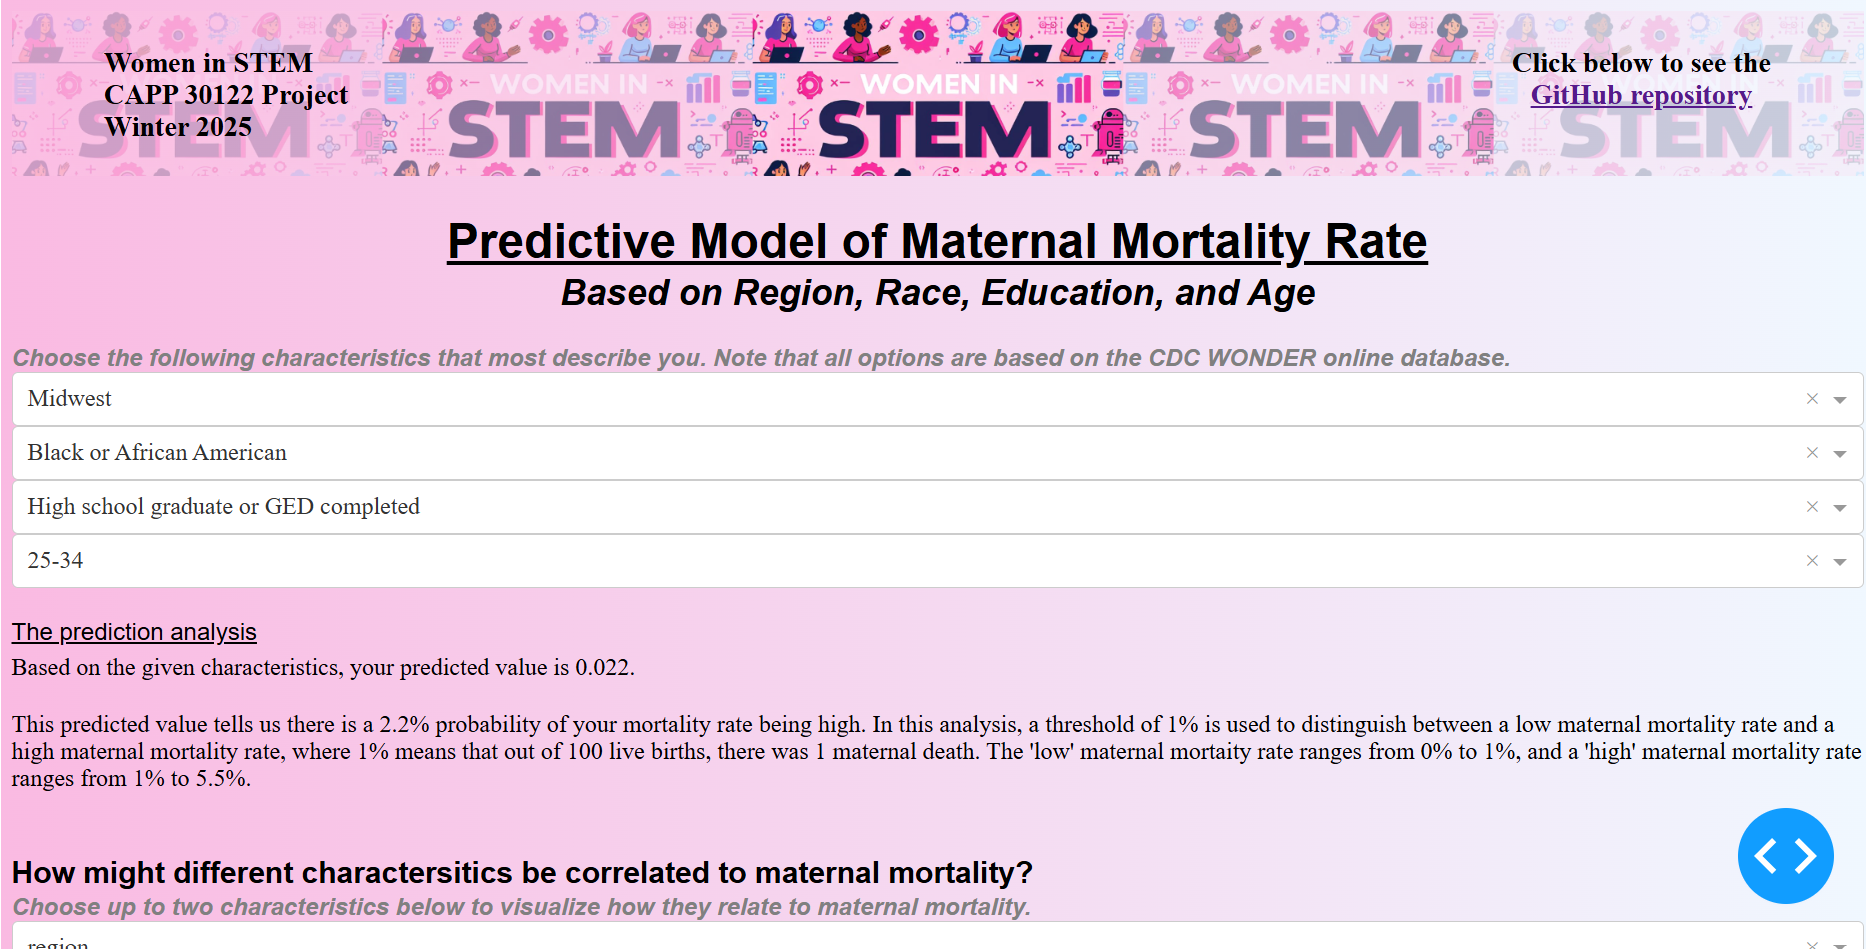 Women in STEM
CAPP 30122 Project
Winter 2025
Click below to see the
GitHub repository
WOMEN IN
STEM
WOMEN IN
STEM
WOMEN IN
STEM
WOMEN IN
STEM
WOMEN IN
STEM
Predictive Model of Maternal Mortality Rate
Based on Region, Race, Education, and Age
Choose the following characteristics that most describe you. Note that all options are based on the CDC WONDER online database.
Midwest
Black or African American
High school graduate or GED completed
25-34
The prediction analysis
Based on the given characteristics, your predicted value is 0.022.
This predicted value tells us there is a 2.2% probability of your mortality rate being high. In this analysis, a threshold of 1% is used to distinguish between a low maternal mortality rate and a
high maternal mortality rate, where 1% means that out of 100 live births, there was 1 maternal death. The 'low' maternal mortaity rate ranges from 0% to 1%, and a 'high' maternal mortality rate
ranges from 1% to 5.5%.
How might different charactersitics be correlated to maternal mortality?
Choose up to two characteristics below to visualize how they relate to maternal mortality.
region